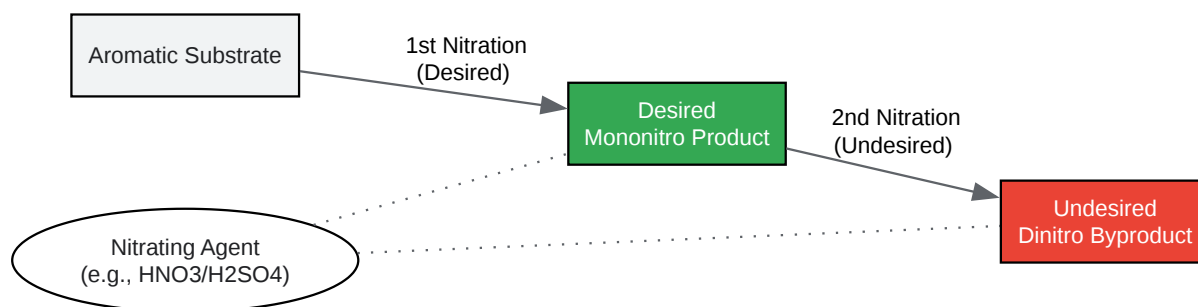 Aromatic Substrate
1st Nitration
(Desired)
Desired
Mononitro Product
2nd Nitration
(Undesired)
Undesired
Dinitro Byproduct
Nitrating Agent
(e.g., HNO3/H2SO4)